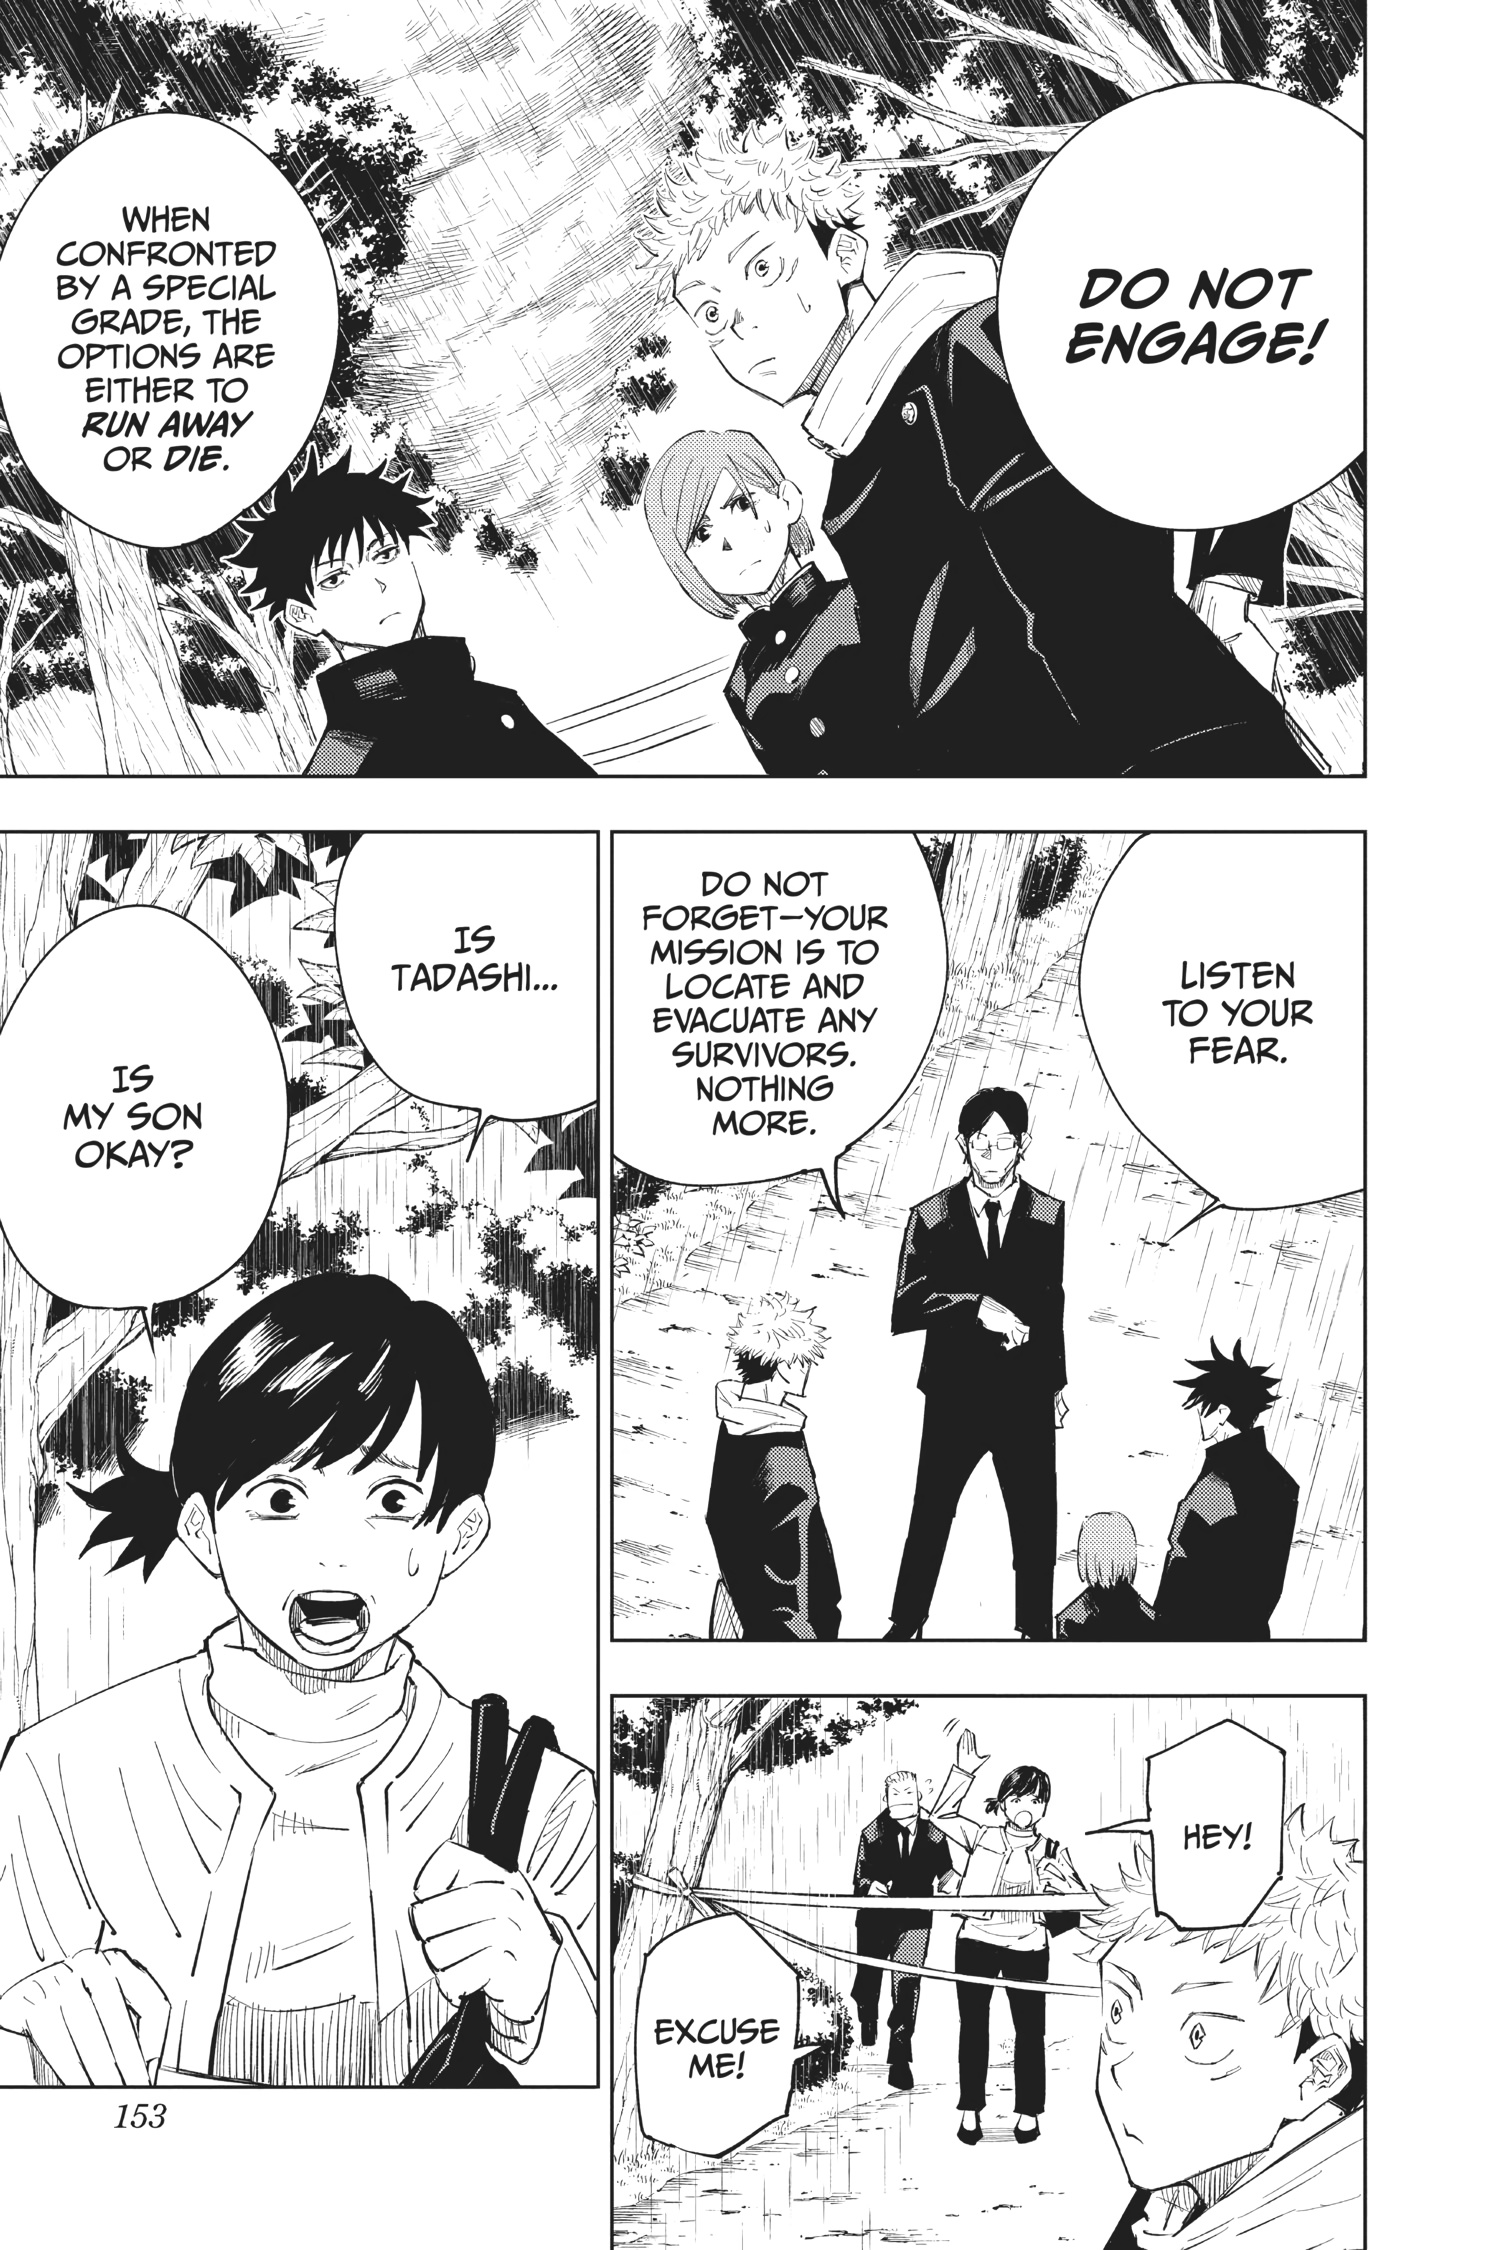 DO NOT
ENGAGE!
WHEN
CONFRONTED
BY A SPECIAL
GRADE, THE
OPTIONS ARE
EITHER TO
RUN AWAY
OR DIE.
LISTEN
TO YOUR
FEAR.
DO NOT
FORGET—YOUR
MISSION IS TO
LOCATE AND
EVACUATE ANY
SURVIVORS.
NOTHING
MORE.
HEY!
EXCUSE
ME!
IS
TADASHI...
IS
MY SON
OKAY?
153